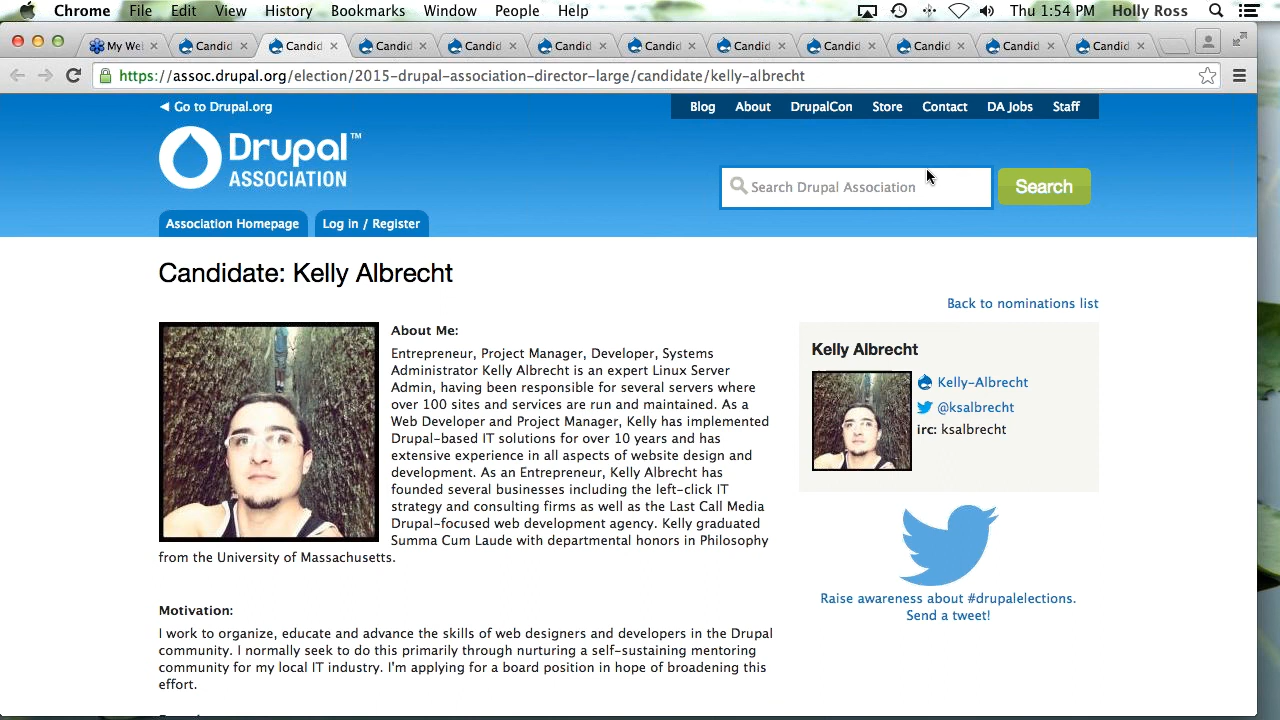 Chrome File Edit View History Bookmarks Window People Help Thu 1:54 PM Holly Ross
My Wel Candid Candid Candid Candid Candid Candid Candid Candid Candid Candid Candid
https://assoc.drupal.org/election/2015-drupal-association-director-large/candidate/kelly-albrecht
Go to Drupal.org
Blog About DrupalCon Store Contact DA Jobs Staff
Drupal™
ASSOCIATION
Search Drupal Association
Search
Association Homepage Log in / Register
Candidate: Kelly Albrecht
Back to nominations list
About Me:
Entrepreneur, Project Manager, Developer, Systems
Administrator Kelly Albrecht is an expert Linux Server
Admin, having been responsible for several servers where
over 100 sites and services are run and maintained. As a
Web Developer and Project Manager, Kelly has implemented
Drupal-based IT solutions for over 10 years and has
extensive experience in all aspects of website design and
development. As an Entrepreneur, Kelly Albrecht has
founded several businesses including the left-click IT
strategy and consulting firms as well as the Last Call Media
Drupal-focused web development agency. Kelly graduated
Summa Cum Laude with departmental honors in Philosophy
from the University of Massachusetts.
Motivation:
I work to organize, educate and advance the skills of web designers and developers in the Drupal
community. I normally seek to do this primarily through nurturing a self-sustaining mentoring
community for my local IT industry. I'm applying for a board position in hope of broadening this
effort.
Kelly Albrecht
Kelly-Albrecht
@ksalbrecht
irc: ksalbrecht
Raise awareness about #drupalelections.
Send a tweet!